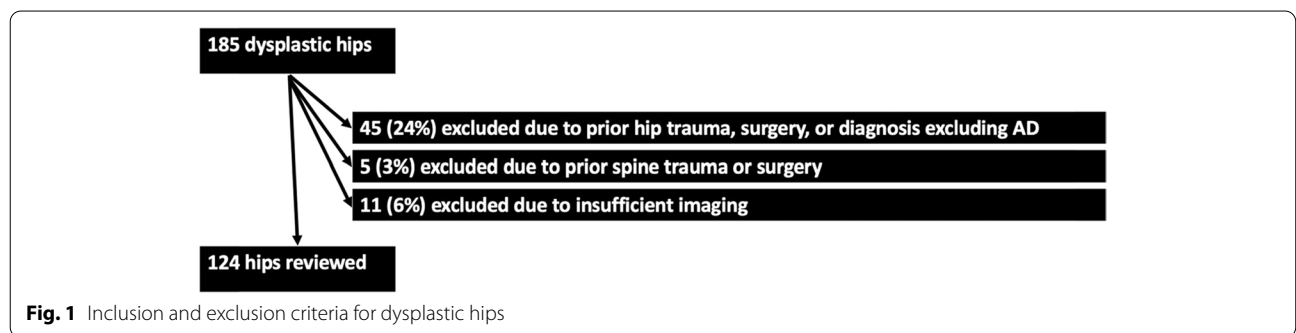 185 dysplastic hips
45 (24%) excluded due to prior hip trauma, surgery, or diagnosis excluding AD
5 (3%) excluded due to prior spine trauma or surgery
11 (6%) excluded due to insufficient imaging
124 hips reviewed
Fig. 1 Inclusion and exclusion criteria for dysplastic hips